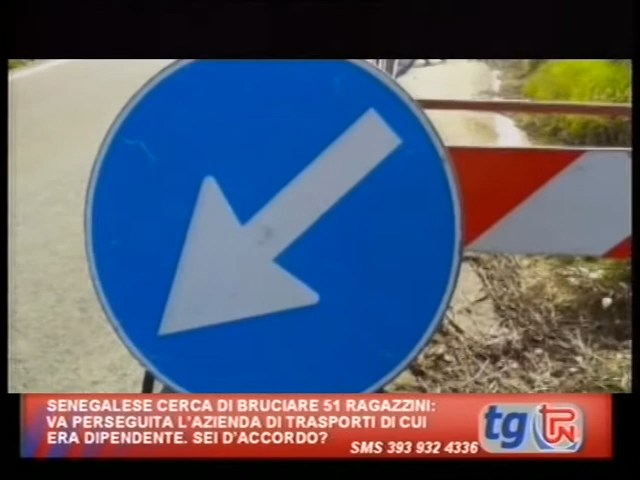 SENEGALESE CERCA DI BRUCIARE 51 RAGAZZINI:
VA PERSEGUITA L'AZIENDA DI TRASPORTI DI CUI
ERA DIPENDENTE. SEI D'ACCORDO?
SMS 393 932 4336
tg TRN